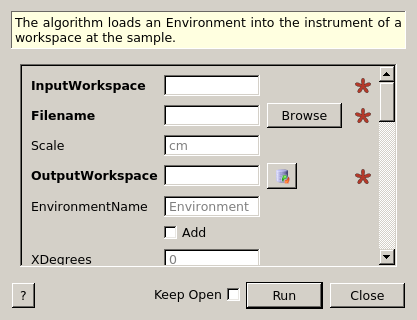 The algorithm loads an Environment into the instrument of a
workspace at the sample.
InputWorkspace
Filename Browse
Scale cm
OutputWorkspace
EnvironmentName Environment
Add
XDegrees 0
? Keep Open Run Close